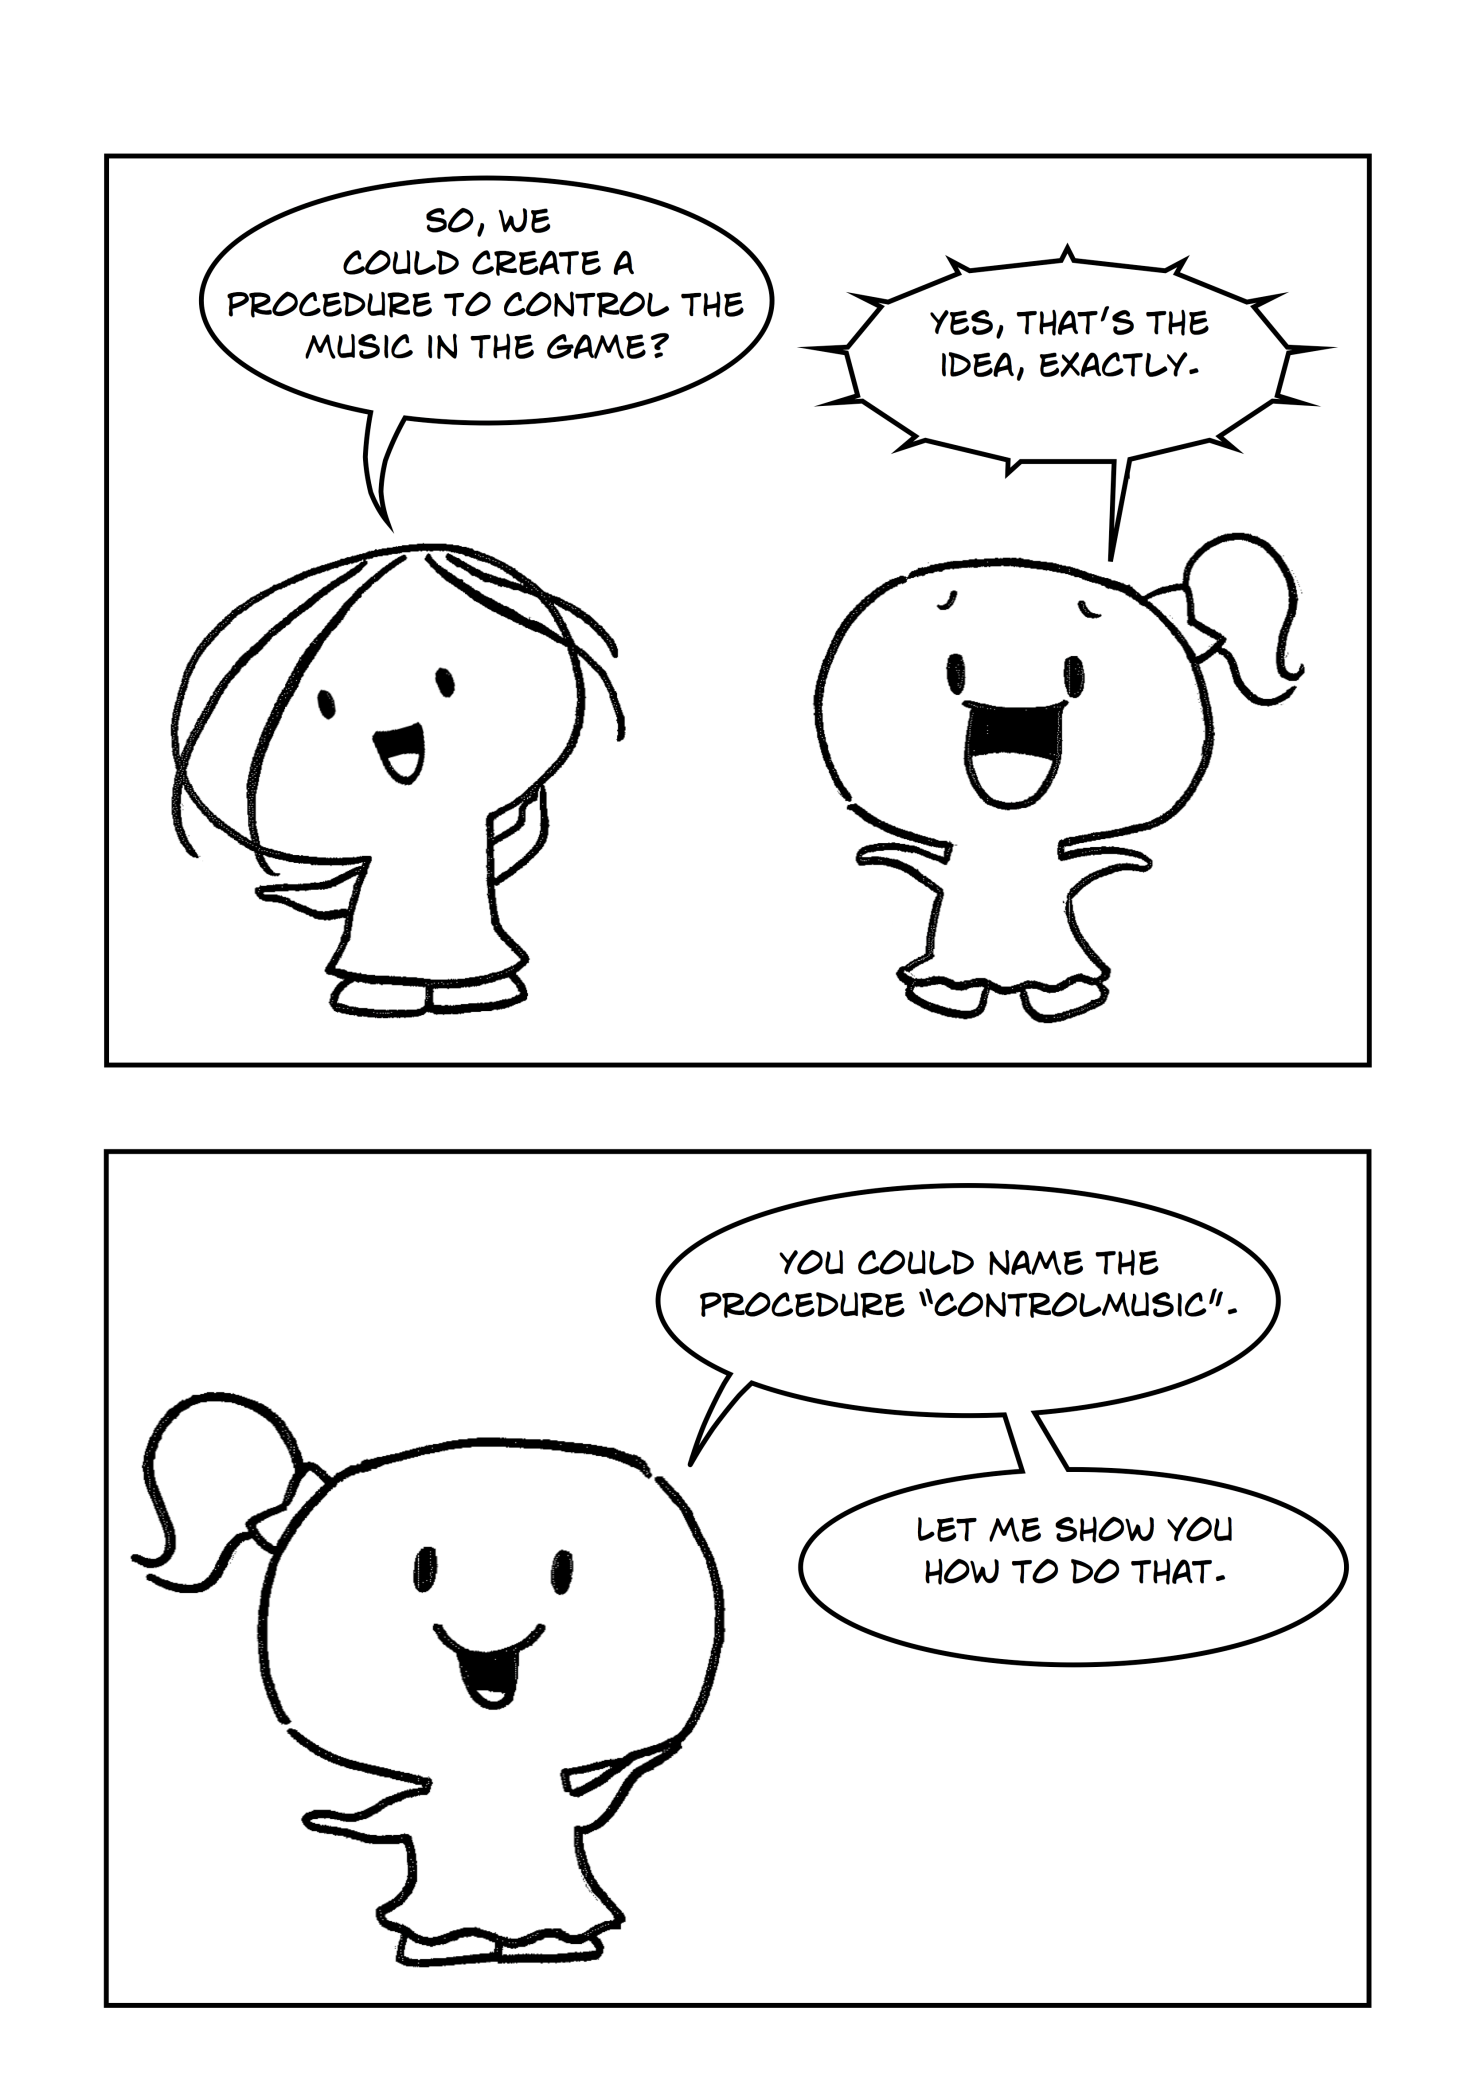 SO, WE
COULD CREATE A
PROCEDURE TO CONTROL THE
MUSIC IN THE GAME?
YES, THAT'S THE
IDEA, EXACTLY.
YOU COULD NAME THE
PROCEDURE "CONTROLMUSIC".
LET ME SHOW YOU
HOW TO DO THAT.